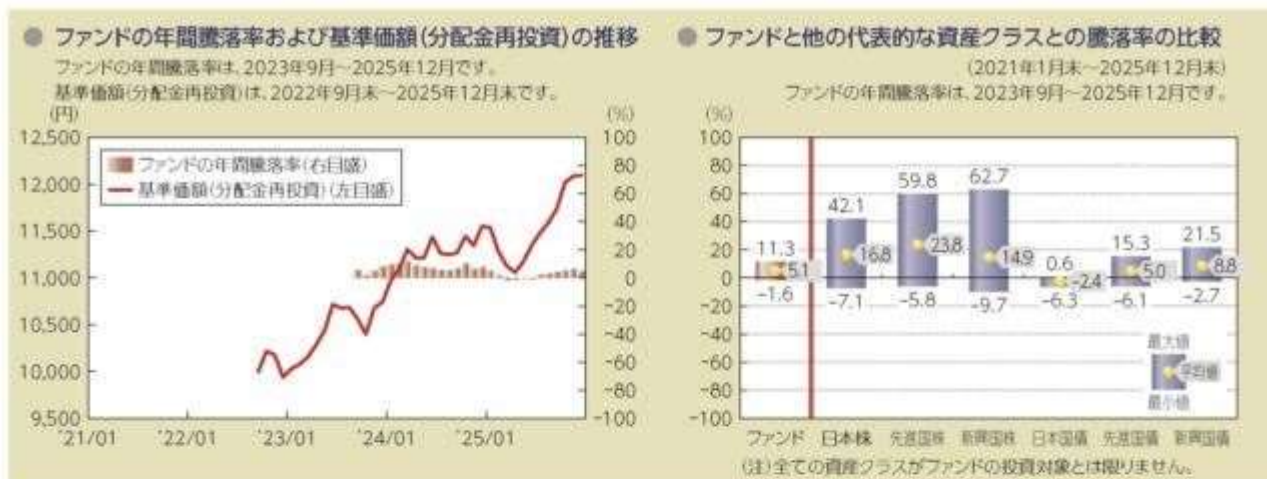 ● ファンドの年間騰落率および基準価額(分配金再投資)の推移
ファンドの年間騰落率は、2023年9月～2025年12月です。
基準価額(分配金再投資)は、2022年9月末～2025年12月末です。
(円)
(%)
12,500
12,000
11,500
11,000
10,500
10,000
9,500
100
80
60
40
20
0
-20
-40
-60
-80
-100
ファンドの年間騰落率(右目盛)
基準価額(分配金再投資)(左目盛)
'21/01 '22/01 '23/01 '24/01 '25/01
● ファンドと他の代表的な資産クラスとの騰落率の比較
(2021年1月末～2025年12月末)
ファンドの年間騰落率は、2023年9月～2025年12月です。
(%)
100
80
60
40
20
0
-20
-40
-60
-80
-100
11.3 42.1 59.8 62.7 0.6 15.3 21.5
5.1 16.8 23.8 14.9 -2.4 5.0 8.8
-1.6 -7.1 -5.8 -9.7 -6.3 -6.1 -2.7
最大値
平均値
最小値
ファンド 日本株 先進国株 新興国株 日本国債 先進国債 新興国債
(注)全ての資産クラスがファンドの投資対象とは限りません。